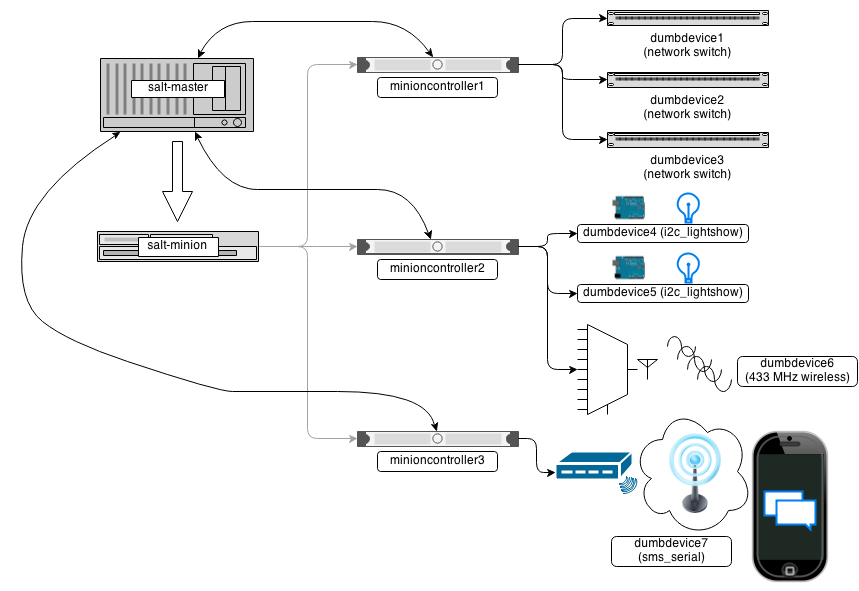 dumbdevice1
(network switch)
salt-master
minioncontroller1
dumbdevice2
(network switch)
dumbdevice3
(network switch)
salt-minion
minioncontroller2
dumbdevice4 (i2c_lightshow)
dumbdevice5 (i2c_lightshow)
dumbdevice6
(433 MHz wireless)
minioncontroller3
dumbdevice7
(sms_serial)